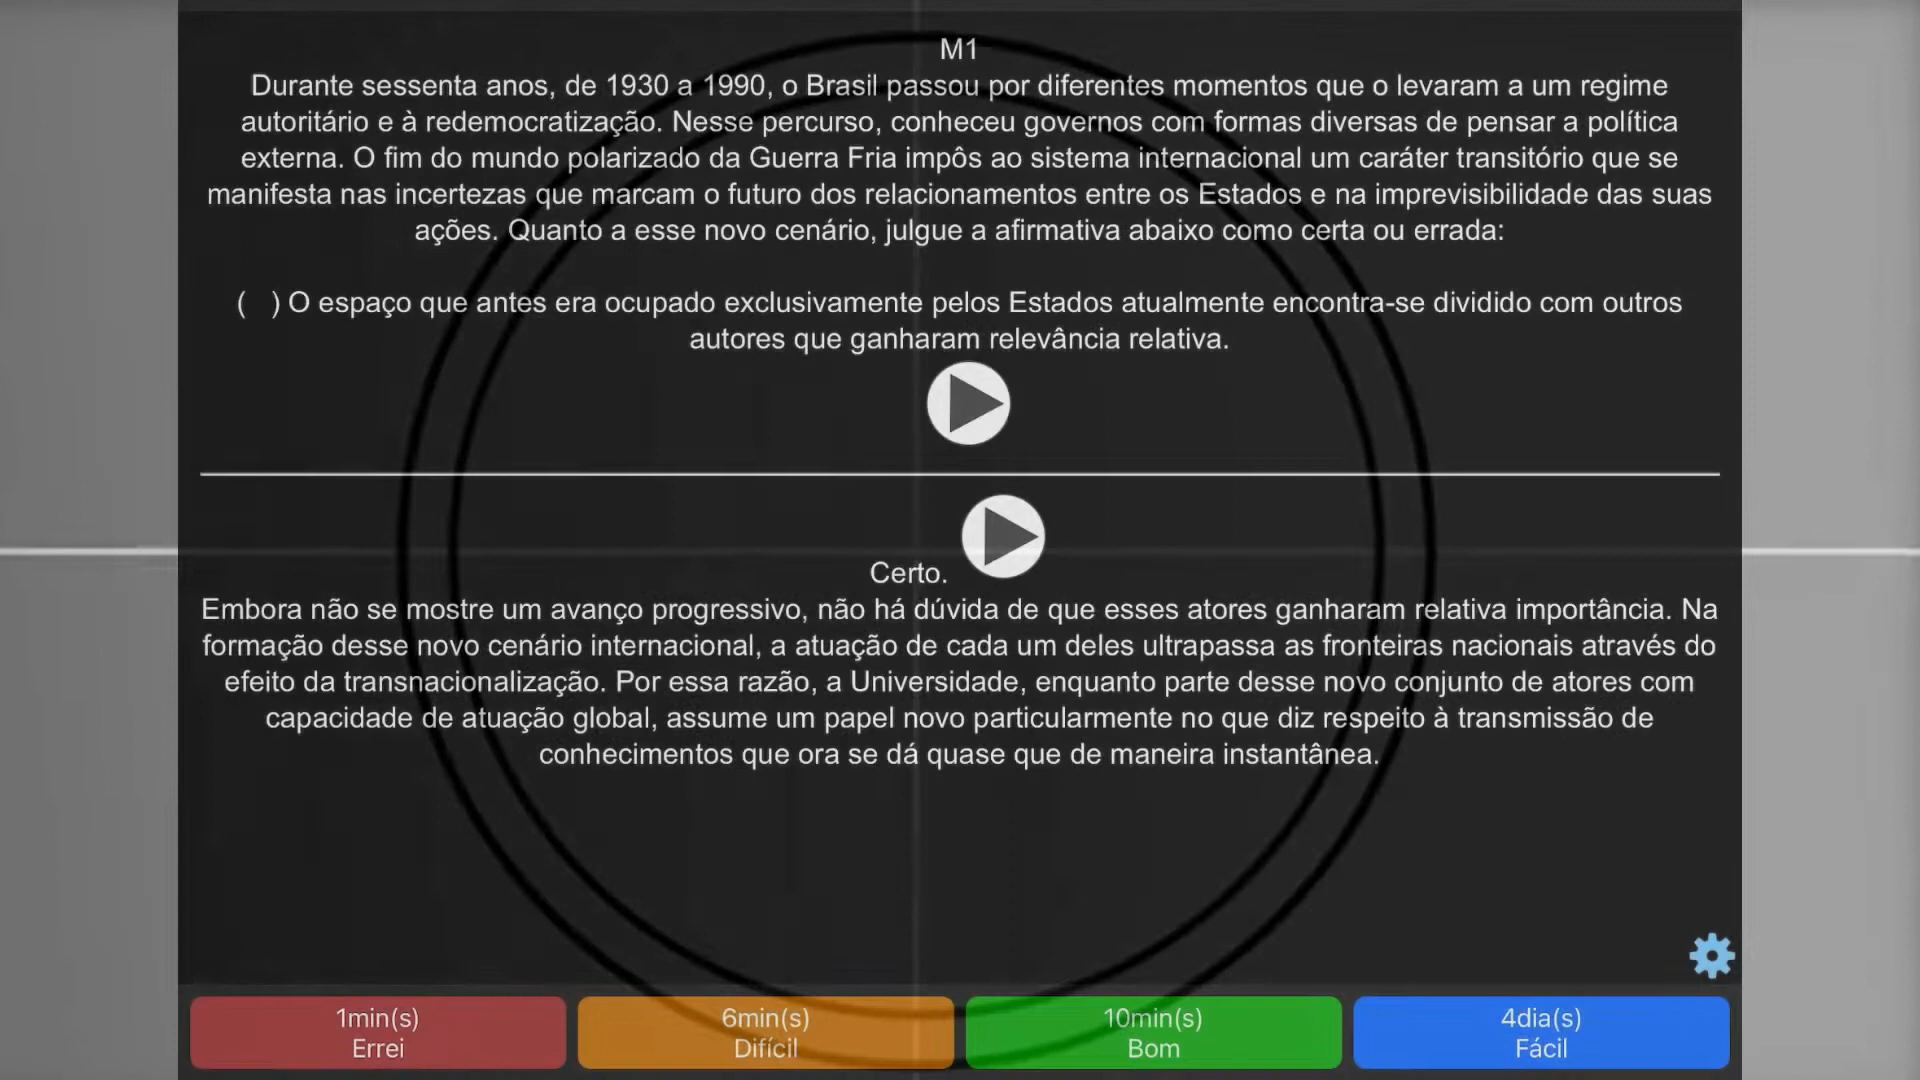 M1
Durante sessenta anos, de 1930 a 1990, o Brasil passou por diferentes momentos que o levaram a um regime
autoritário e à redemocratização. Nesse percurso, conheceu governos com formas diversas de pensar a política
externa. O fim do mundo polarizado da Guerra Fria impôs ao sistema internacional um caráter transitório que se
manifesta nas incertezas que marcam o futuro dos relacionamentos entre os Estados e na imprevisibilidade das suas
ações. Quanto a esse novo cenário, julgue a afirmativa abaixo como certa ou errada:
(   ) O espaço que antes era ocupado exclusivamente pelos Estados atualmente encontra-se dividido com outros
autores que ganharam relevância relativa.
Certo.
Embora não se mostre um avanço progressivo, não há dúvida de que esses atores ganharam relativa importância. Na
formação desse novo cenário internacional, a atuação de cada um deles ultrapassa as fronteiras nacionais através do
efeito da transnacionalização. Por essa razão, a Universidade, enquanto parte desse novo conjunto de atores com
capacidade de atuação global, assume um papel novo particularmente no que diz respeito à transmissão de
conhecimentos que ora se dá quase que de maneira instantânea.
1min(s)
Errei
6min(s)
Difícil
10min(s)
Bom
4dia(s)
Fácil